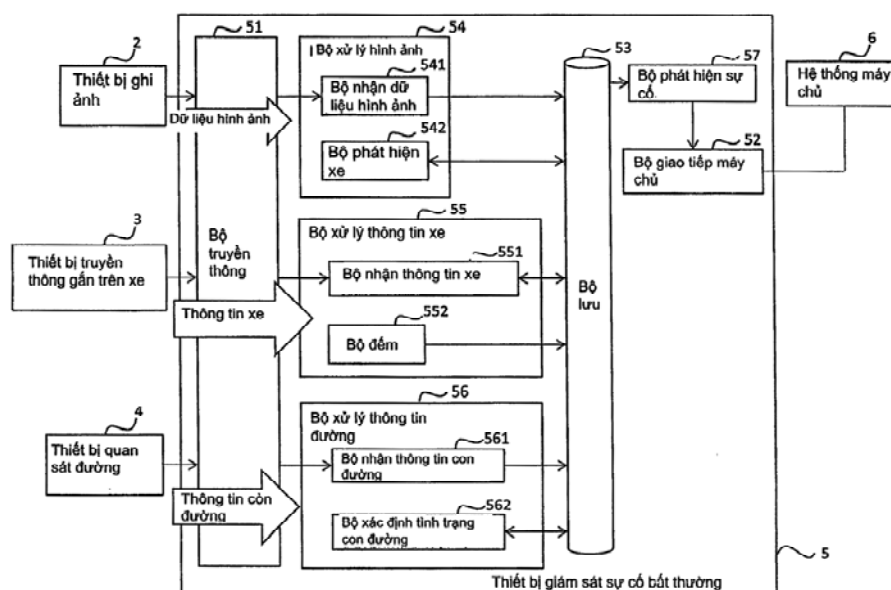 2
Thiết bị ghi
ảnh
51
54
Bộ xử lý hình ảnh
541
Bộ nhận dữ
liệu hình ảnh
Dữ liệu hình ảnh
542
Bộ phát hiện
xe
53
57
Bộ phát hiện sự
cố.
6
Hệ thống máy
chủ
52
Bộ giao tiếp máy
chủ
3
Thiết bị truyền
thông gắn trên xe
Bộ
truyền
thông
Thông tin xe
55
Bộ xử lý thông tin xe
551
Bộ nhận thông tin xe
552
Bộ đếm
Bộ
lưu
4
Thiết bị quan
sát đường
Thông tin còn
đường
56
Bộ xử lý thông tin
đường
561
Bộ nhận thông tin con
đường
562
Bộ xác định tình trạng
con đường
5
Thiết bị giám sát sự cố bất thường